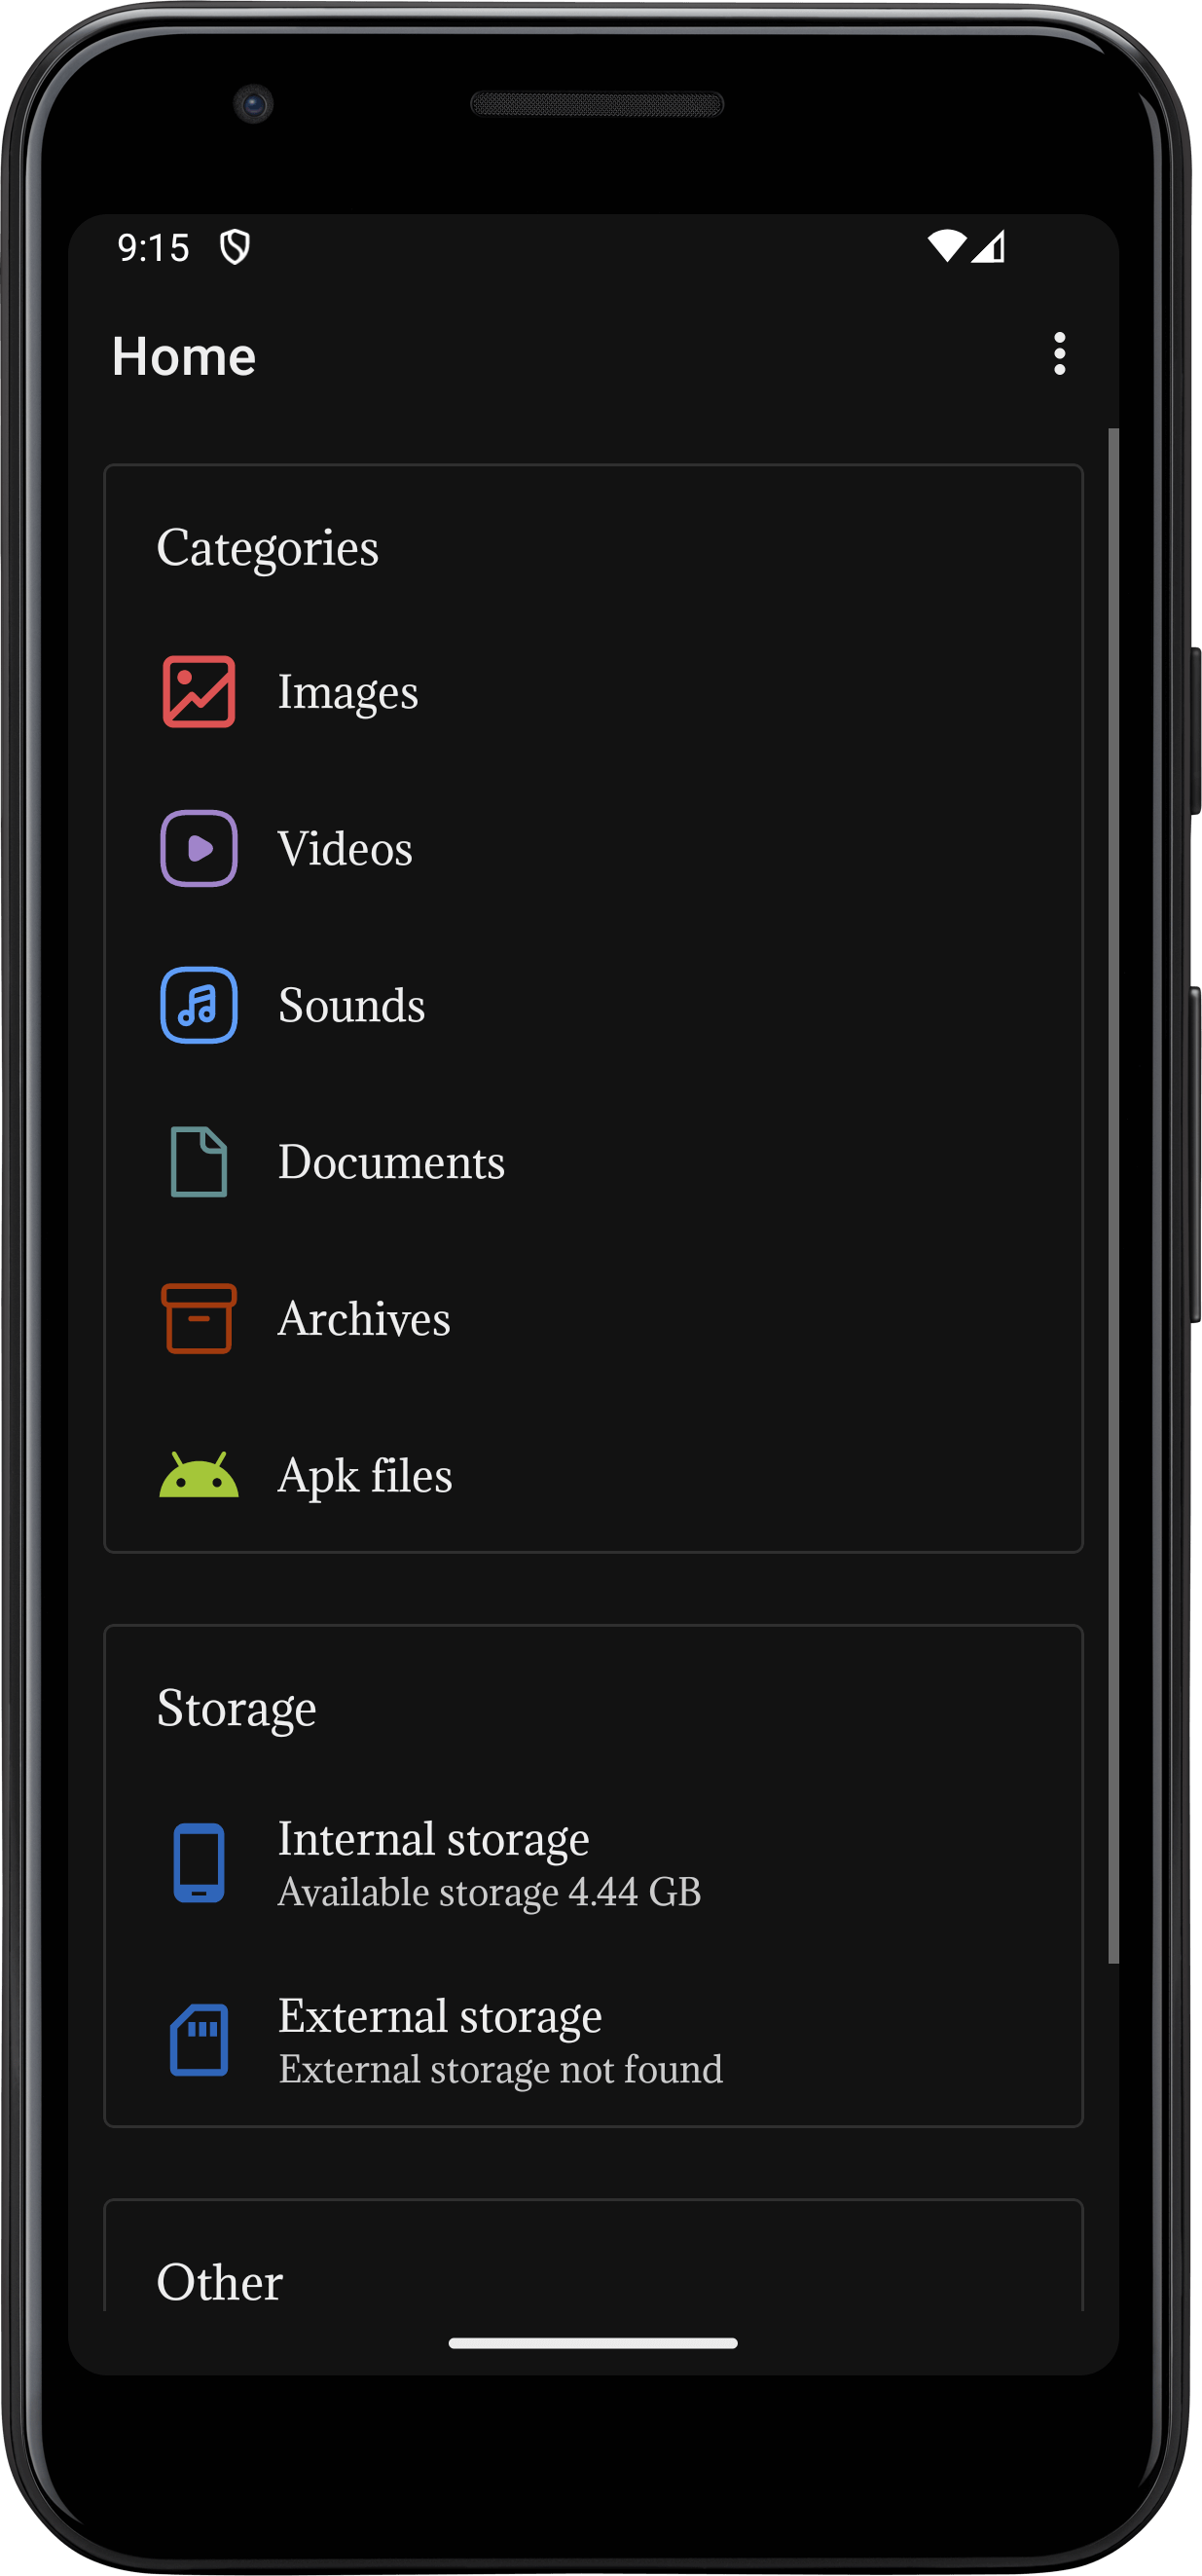 9:15
Home
Categories
Images
Videos
Sounds
Documents
Archives
Apk files
Storage
Internal storage
Available storage 4.44 GB
External storage
External storage not found
Other